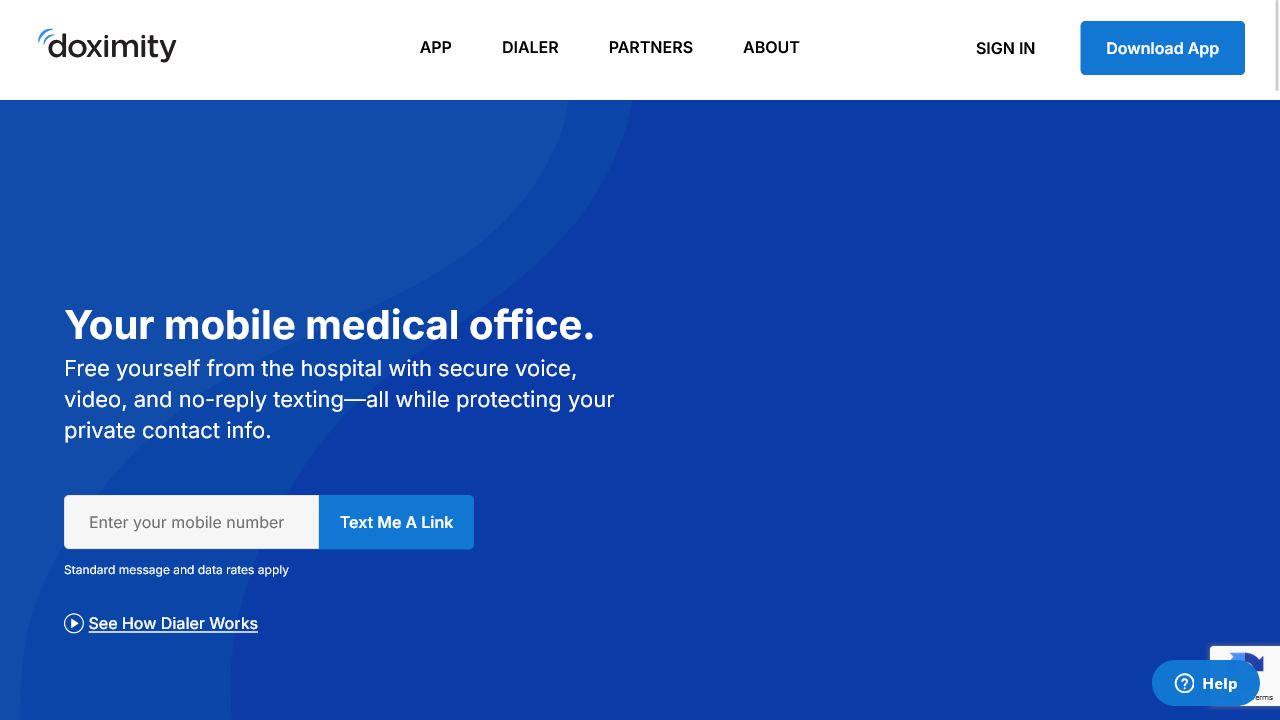 doximity
APP
DIALER
PARTNERS
ABOUT
SIGN IN
Download App
Your mobile medical office.
Free yourself from the hospital with secure voice,
video, and no-reply texting—all while protecting your
private contact info.
Enter your mobile number
Text Me A Link
Standard message and data rates apply
See How Dialer Works
Help